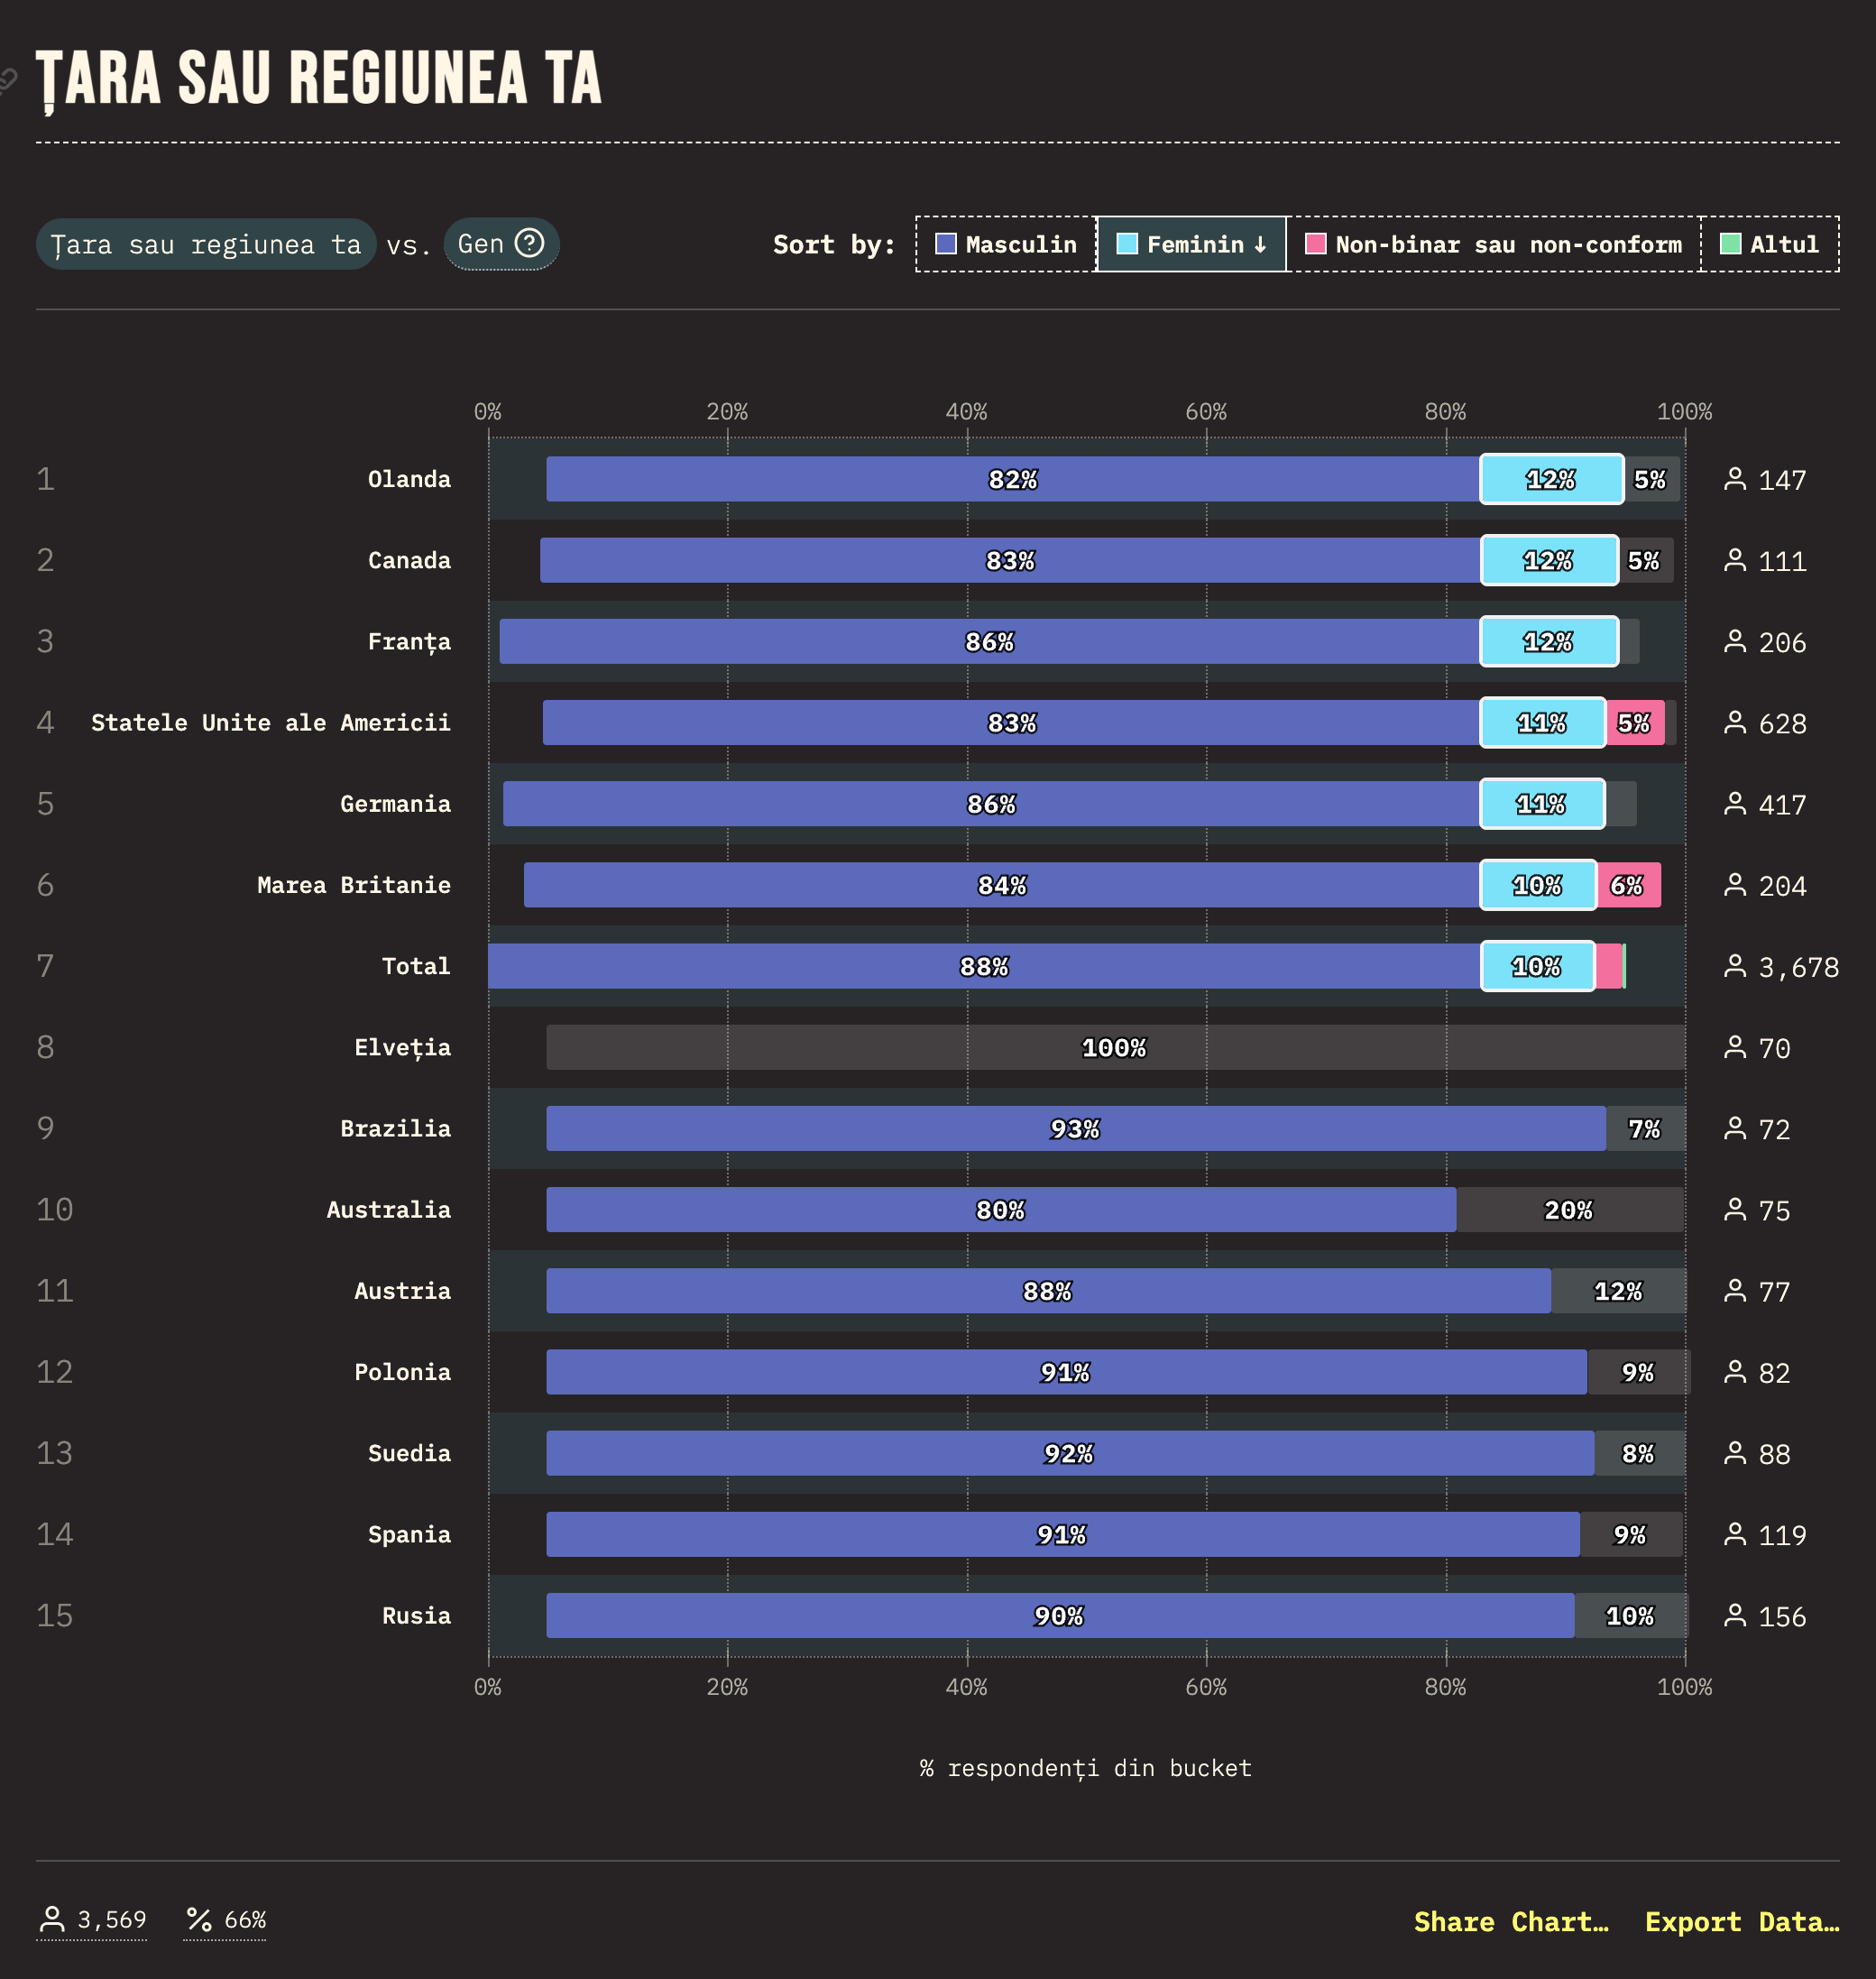 ȚARA SAU REGIUNEA TA
Țara sau regiunea ta vs. Gen ?
Sort by: Masculin Feminin ↓ Non-binar sau non-conform Altul
0% 20% 40% 60% 80% 100%
1 Olanda 82% 12% 5% 147
2 Canada 83% 12% 5% 111
3 Franța 86% 12% 206
4 Statele Unite ale Americii 83% 11% 5% 628
5 Germania 86% 11% 417
6 Marea Britanie 84% 10% 6% 204
7 Total 88% 10% 3,678
8 Elveția 100% 70
9 Brazilia 93% 7% 72
10 Australia 80% 20% 75
11 Austria 88% 12% 77
12 Polonia 91% 9% 82
13 Suedia 92% 8% 88
14 Spania 91% 9% 119
15 Rusia 90% 10% 156
0% 20% 40% 60% 80% 100%
% respondenți din bucket
3,569 % 66% Share Chart… Export Data…